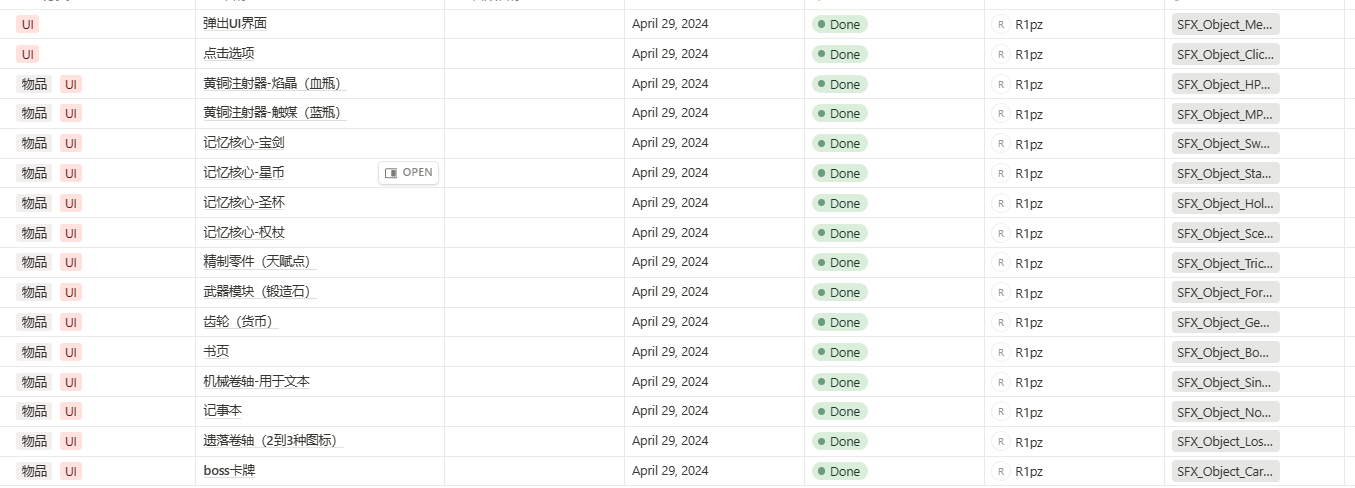 UI 弹出UI界面 April 29, 2024 Done R R1pz SFX_Object_Me...
UI 点击选项 April 29, 2024 Done R R1pz SFX_Object_Clic...
物品 UI 黄铜注射器-焰晶（血瓶） April 29, 2024 Done R R1pz SFX_Object_HP...
物品 UI 黄铜注射器-触媒（蓝瓶） April 29, 2024 Done R R1pz SFX_Object_MP...
物品 UI 记忆核心-宝剑 April 29, 2024 Done R R1pz SFX_Object_Sw...
物品 UI 记忆核心-星币 OPEN April 29, 2024 Done R R1pz SFX_Object_Sta...
物品 UI 记忆核心-圣杯 April 29, 2024 Done R R1pz SFX_Object_Hol...
物品 UI 记忆核心-权杖 April 29, 2024 Done R R1pz SFX_Object_Sce...
物品 UI 精制零件（天赋点） April 29, 2024 Done R R1pz SFX_Object_Tric...
物品 UI 武器模块（锻造石） April 29, 2024 Done R R1pz SFX_Object_For...
物品 UI 齿轮（货币） April 29, 2024 Done R R1pz SFX_Object_Ge...
物品 UI 书页 April 29, 2024 Done R R1pz SFX_Object_Bo...
物品 UI 机械卷轴-用于文本 April 29, 2024 Done R R1pz SFX_Object_Sin...
物品 UI 记事本 April 29, 2024 Done R R1pz SFX_Object_No...
物品 UI 遗落卷轴（2到3种图标） April 29, 2024 Done R R1pz SFX_Object_Los...
物品 UI boss卡牌 April 29, 2024 Done R R1pz SFX_Object_Car...